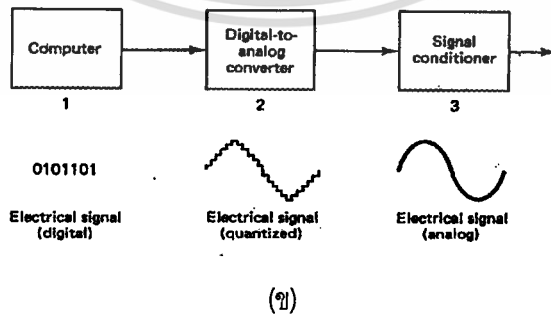 Computer
Digital-to-
analog
converter
Signal
conditioner
1
2
3
0101101
Electrical signal
(digital)
Electrical signal
(quantized)
Electrical signal
(analog)
(ข)